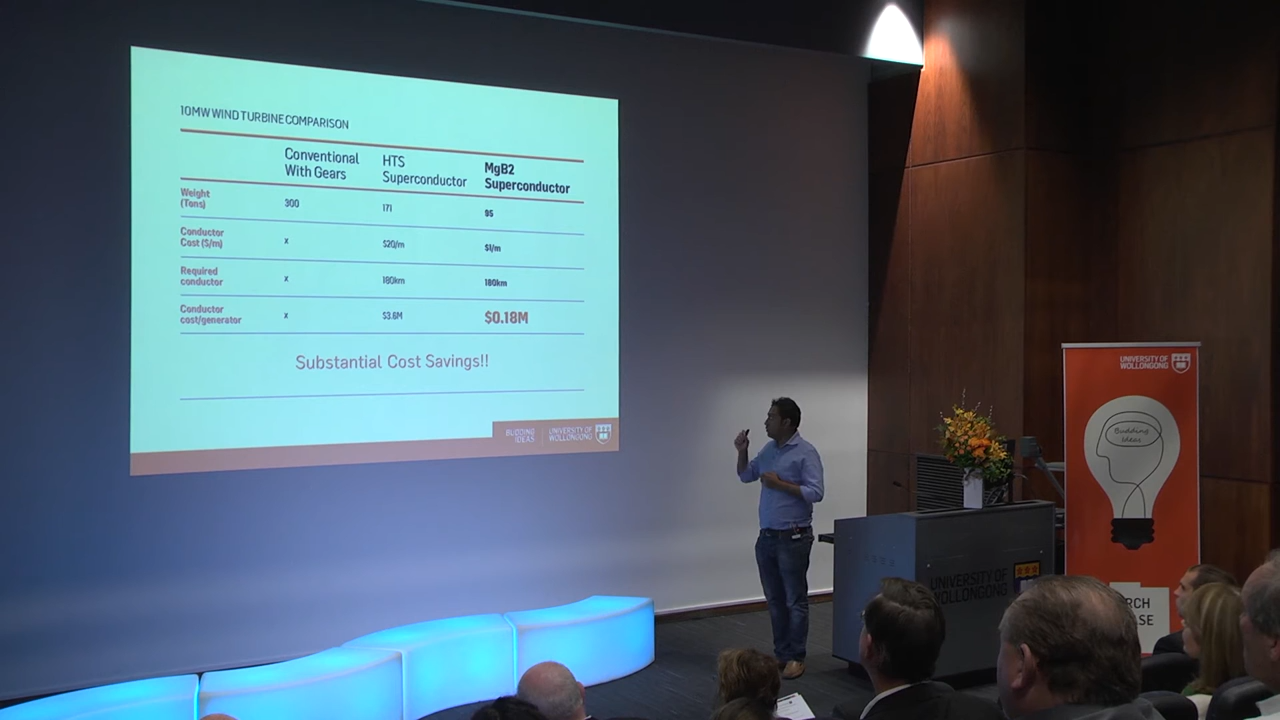 10MW WIND TURBINE COMPARISON
Conventional With Gears
HTS Superconductor
MgB2 Superconductor
Weight (Tons)
300
171
95
Conductor Cost ($/m)
x
$20/m
$1/m
Required conductor
x
180km
180km
Conductor cost/generator
x
$3.6M
$0.18M
Substantial Cost Savings!!
BUDDING IDEAS
UNIVERSITY OF WOLLONGONG
UNIVERSITY OF WOLLONGONG
Budding Ideas
UNIVERSITY OF WOLLONGONG